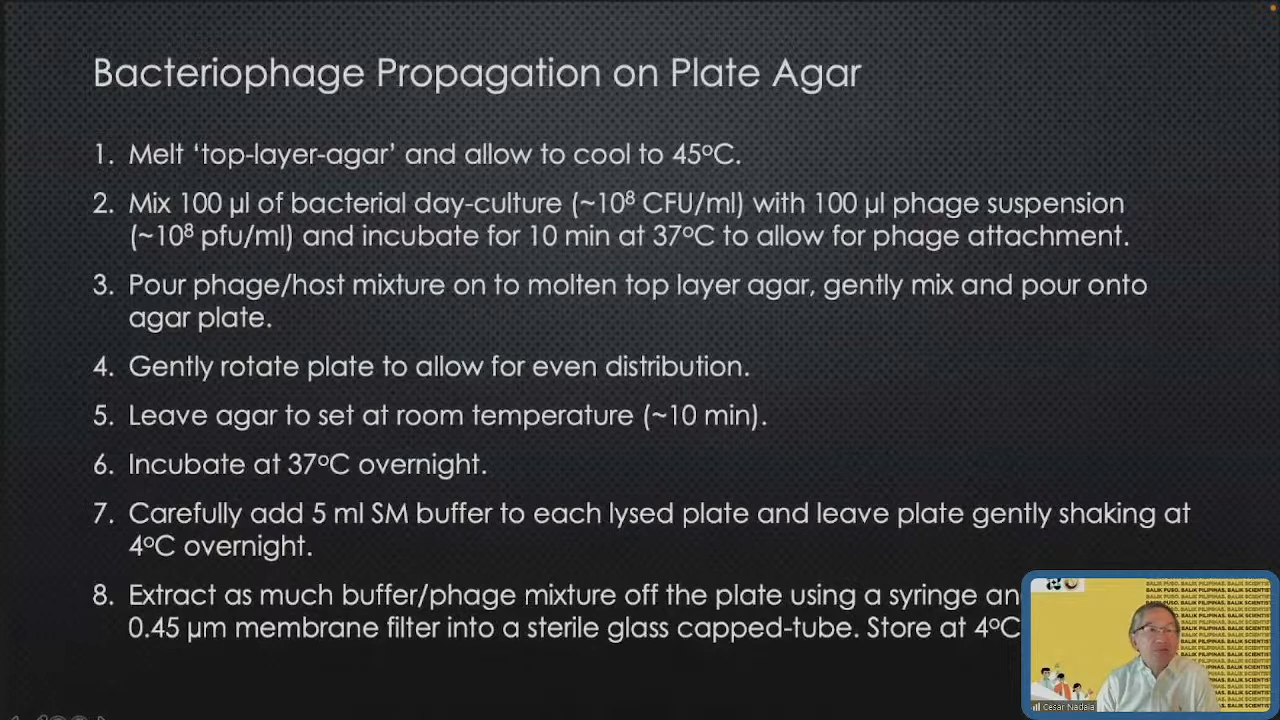 Bacteriophage Propagation on Plate Agar
1. Melt ‘top-layer-agar’ and allow to cool to 45ºC.
2. Mix 100 µl of bacterial day-culture (~10⁸ CFU/ml) with 100 µl phage suspension
(~10⁸ pfu/ml) and incubate for 10 min at 37ºC to allow for phage attachment.
3. Pour phage/host mixture on to molten top layer agar, gently mix and pour onto
agar plate.
4. Gently rotate plate to allow for even distribution.
5. Leave agar to set at room temperature (~10 min).
6. Incubate at 37ºC overnight.
7. Carefully add 5 ml SM buffer to each lysed plate and leave plate gently shaking at
4ºC overnight.
8. Extract as much buffer/phage mixture off the plate using a syringe an
0.45 µm membrane filter into a sterile glass capped-tube. Store at 4ºC
BALIK PUSO. BALIK PILIPINAS. BALIK SCIENTIST
Cesar Nadala